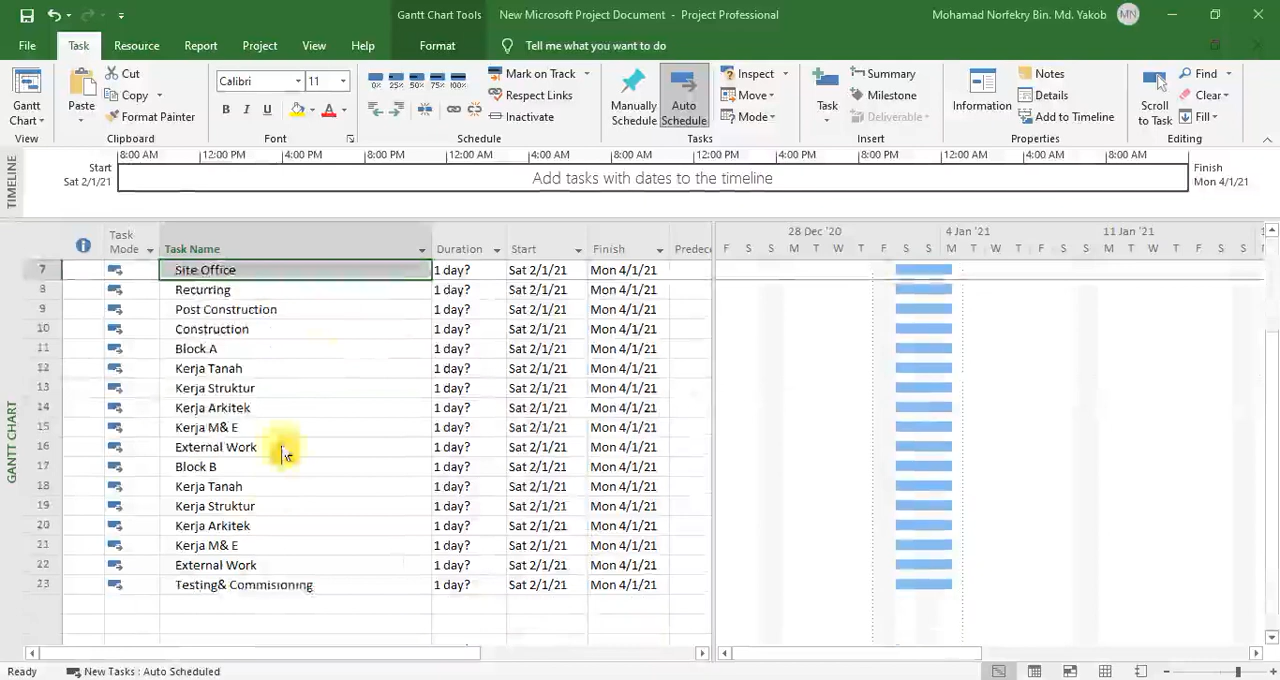 Gantt Chart Tools New Microsoft Project Document - Project Professional Mohamad Norfekry Bin. Md. Yakob MN
File Task Resource Report Project View Help Format Tell me what you want to do
Gantt Chart
View
Paste
Cut
Copy
Format Painter
Clipboard
Calibri 11
B I U A
Font
0% 25% 50% 75% 100%
Mark on Track
Respect Links
Inactivate
Schedule
Manually Schedule
Auto Schedule
Inspect
Move
Mode
Tasks
Task
Summary
Milestone
Deliverable
Insert
Information
Notes
Details
Add to Timeline
Properties
Scroll to Task
Find
Clear
Fill
Editing
TIMELINE
8:00 AM 12:00 PM 4:00 PM 8:00 PM 12:00 AM 4:00 AM 8:00 AM 12:00 PM 4:00 PM 8:00 PM 12:00 AM 4:00 AM 8:00 AM
Start
Sat 2/1/21
Add tasks with dates to the timeline
Finish
Mon 4/1/21
GANTT CHART
Task Mode Task Name Duration Start Finish Predece
28 Dec '20 4 Jan '21 11 Jan '21
F S S M T W T F S S M T W T F S S M T W T F S S
7 Site Office 1 day? Sat 2/1/21 Mon 4/1/21
8 Recurring 1 day? Sat 2/1/21 Mon 4/1/21
9 Post Construction 1 day? Sat 2/1/21 Mon 4/1/21
10 Construction 1 day? Sat 2/1/21 Mon 4/1/21
11 Block A 1 day? Sat 2/1/21 Mon 4/1/21
12 Kerja Tanah 1 day? Sat 2/1/21 Mon 4/1/21
13 Kerja Struktur 1 day? Sat 2/1/21 Mon 4/1/21
14 Kerja Arkitek 1 day? Sat 2/1/21 Mon 4/1/21
15 Kerja M& E 1 day? Sat 2/1/21 Mon 4/1/21
16 External Work 1 day? Sat 2/1/21 Mon 4/1/21
17 Block B 1 day? Sat 2/1/21 Mon 4/1/21
18 Kerja Tanah 1 day? Sat 2/1/21 Mon 4/1/21
19 Kerja Struktur 1 day? Sat 2/1/21 Mon 4/1/21
20 Kerja Arkitek 1 day? Sat 2/1/21 Mon 4/1/21
21 Kerja M& E 1 day? Sat 2/1/21 Mon 4/1/21
22 External Work 1 day? Sat 2/1/21 Mon 4/1/21
23 Testing& Commisioning 1 day? Sat 2/1/21 Mon 4/1/21
Ready New Tasks : Auto Scheduled